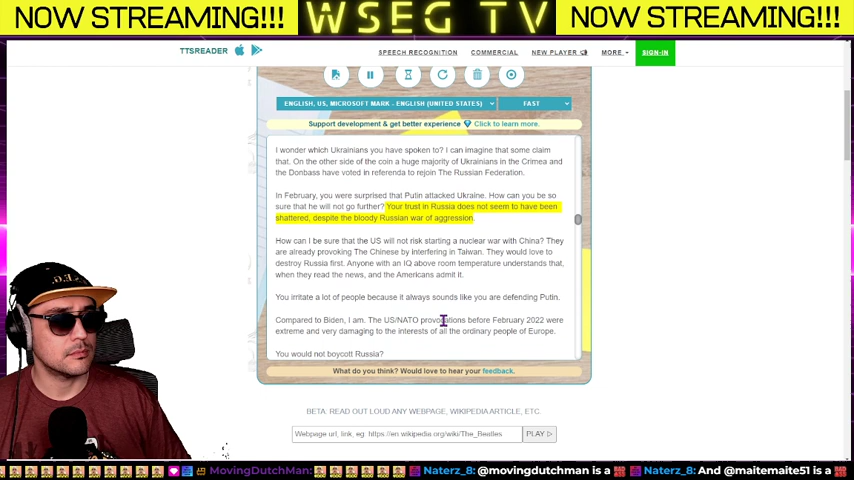 NOW STREAMING!!!
WSEG TV
NOW STREAMING!!!
TTSREADER
SPEECH RECOGNITION
COMMERCIAL
NEW PLAYER
MORE
SIGN-IN
ENGLISH, US, MICROSOFT MARK - ENGLISH (UNITED STATES)
FAST
Support development & get better experience Click to learn more.
I wonder which Ukrainians you have spoken to? I can imagine that some claim
that. On the other side of the coin a huge majority of Ukrainians in the Crimea and
the Donbass have voted in referenda to rejoin The Russian Federation.
In February, you were surprised that Putin attacked Ukraine. How can you be so
sure that he will not go further? Your trust in Russia does not seem to have been
shattered, despite the bloody Russian war of aggression.
How can I be sure that the US will not risk starting a nuclear war with China? They
are already provoking The Chinese by interfering in Taiwan. They would love to
destroy Russia first. Anyone with an IQ above room temperature understands that,
when they read the news, and the Americans admit it.
You irritate a lot of people because it always sounds like you are defending Putin.
Compared to Biden, I am. The US/NATO provocations before February 2022 were
extreme and very damaging to the interests of all the ordinary people of Europe.
You would not boycott Russia?
What do you think? Would love to hear your feedback.
BETA: READ OUT LOUD ANY WEBPAGE, WIKIPEDIA ARTICLE, ETC.
Webpage url, link, eg: https://en.wikipedia.org/wiki/The_Beatles
PLAY
MovingDutchMan:
Naterz_8: @movingdutchman is a
Naterz_8: And @maitemaite51 is a